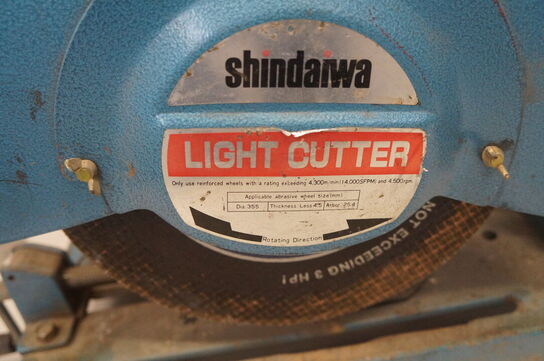 shindaiwa
LIGHT CUTTER
Only use reinforced wheels with a rating exceeding 4,300m/min(14,000SFPM) and 4,500rpm.
Applicable abrasive wheel size(mm)
Dia.355 Thickness. Less 4.5 Arbor. 25.4
Rotating Direction
NOT EXCEEDING 3 HP!